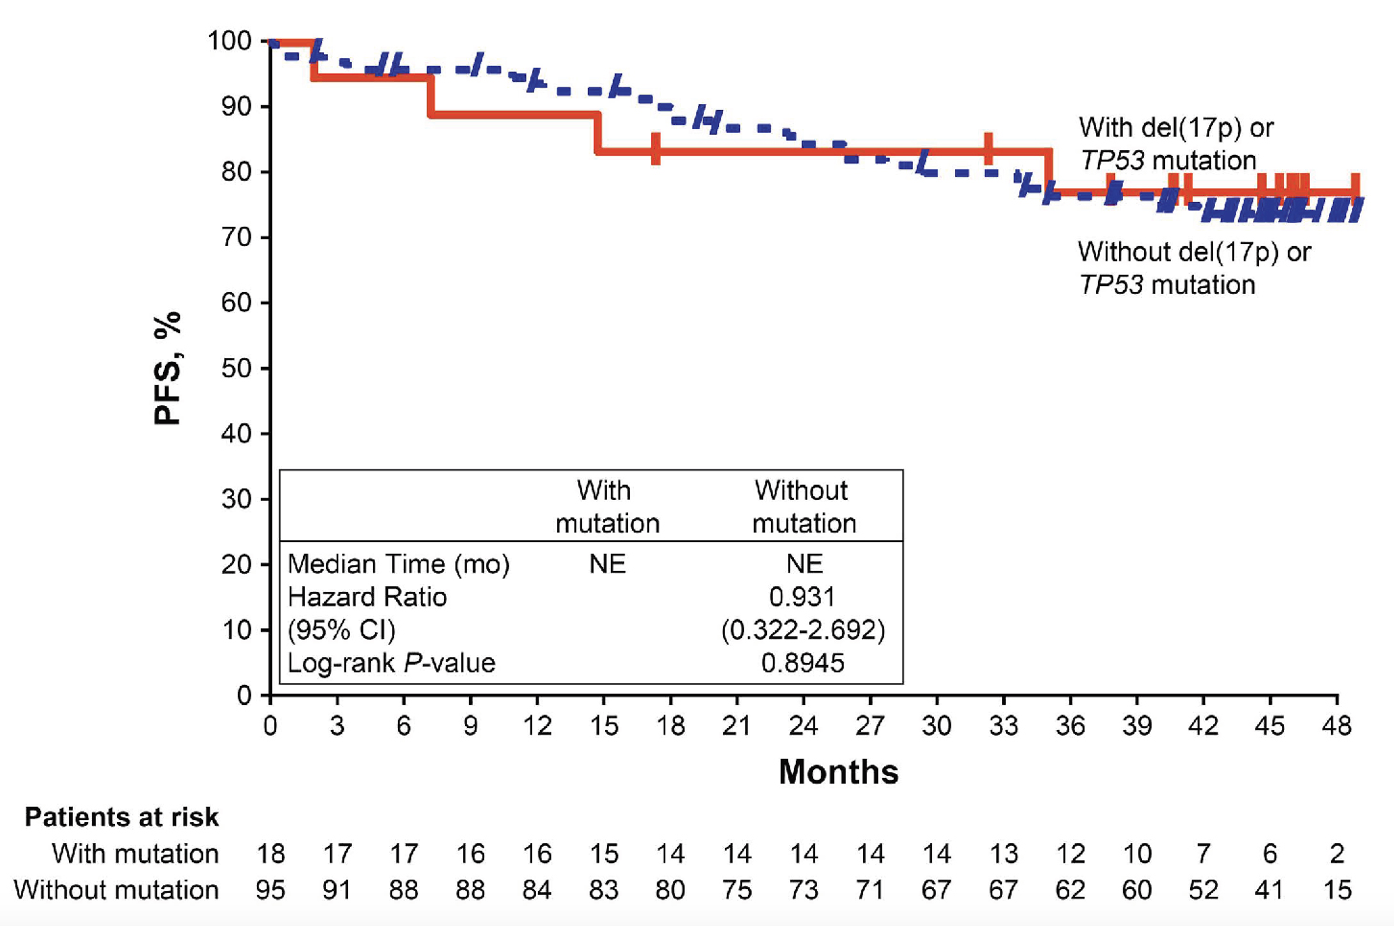 100
90
80
70
60
50
40
30
20
10
0
PFS, %
With del(17p) or
TP53 mutation
Without del(17p) or
TP53 mutation
With mutation Without mutation
Median Time (mo) NE NE
Hazard Ratio 0.931
(95% CI) (0.322-2.692)
Log-rank P-value 0.8945
0 3 6 9 12 15 18 21 24 27 30 33 36 39 42 45 48
Months
Patients at risk
With mutation 18 17 17 16 16 15 14 14 14 14 14 13 12 10 7 6 2
Without mutation 95 91 88 88 84 83 80 75 73 71 67 67 62 60 52 41 15